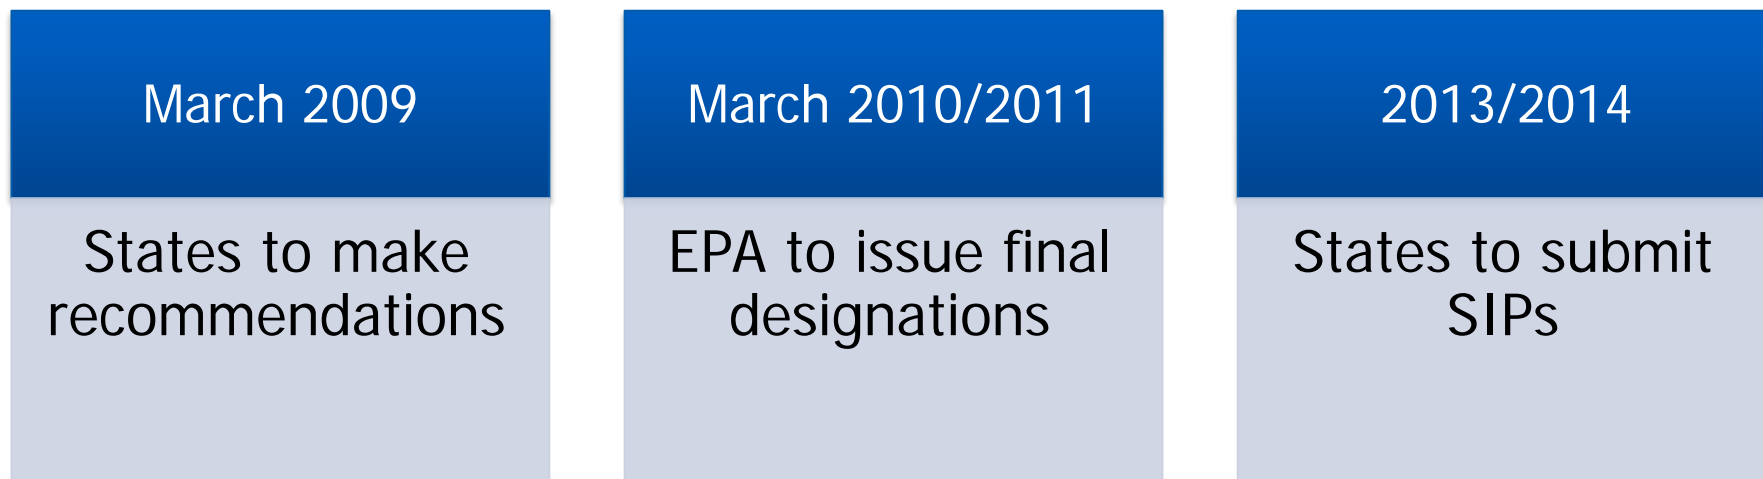 March 2009
States to make
recommendations
March 2010/2011
EPA to issue final
designations
2013/2014
States to submit
SIPs